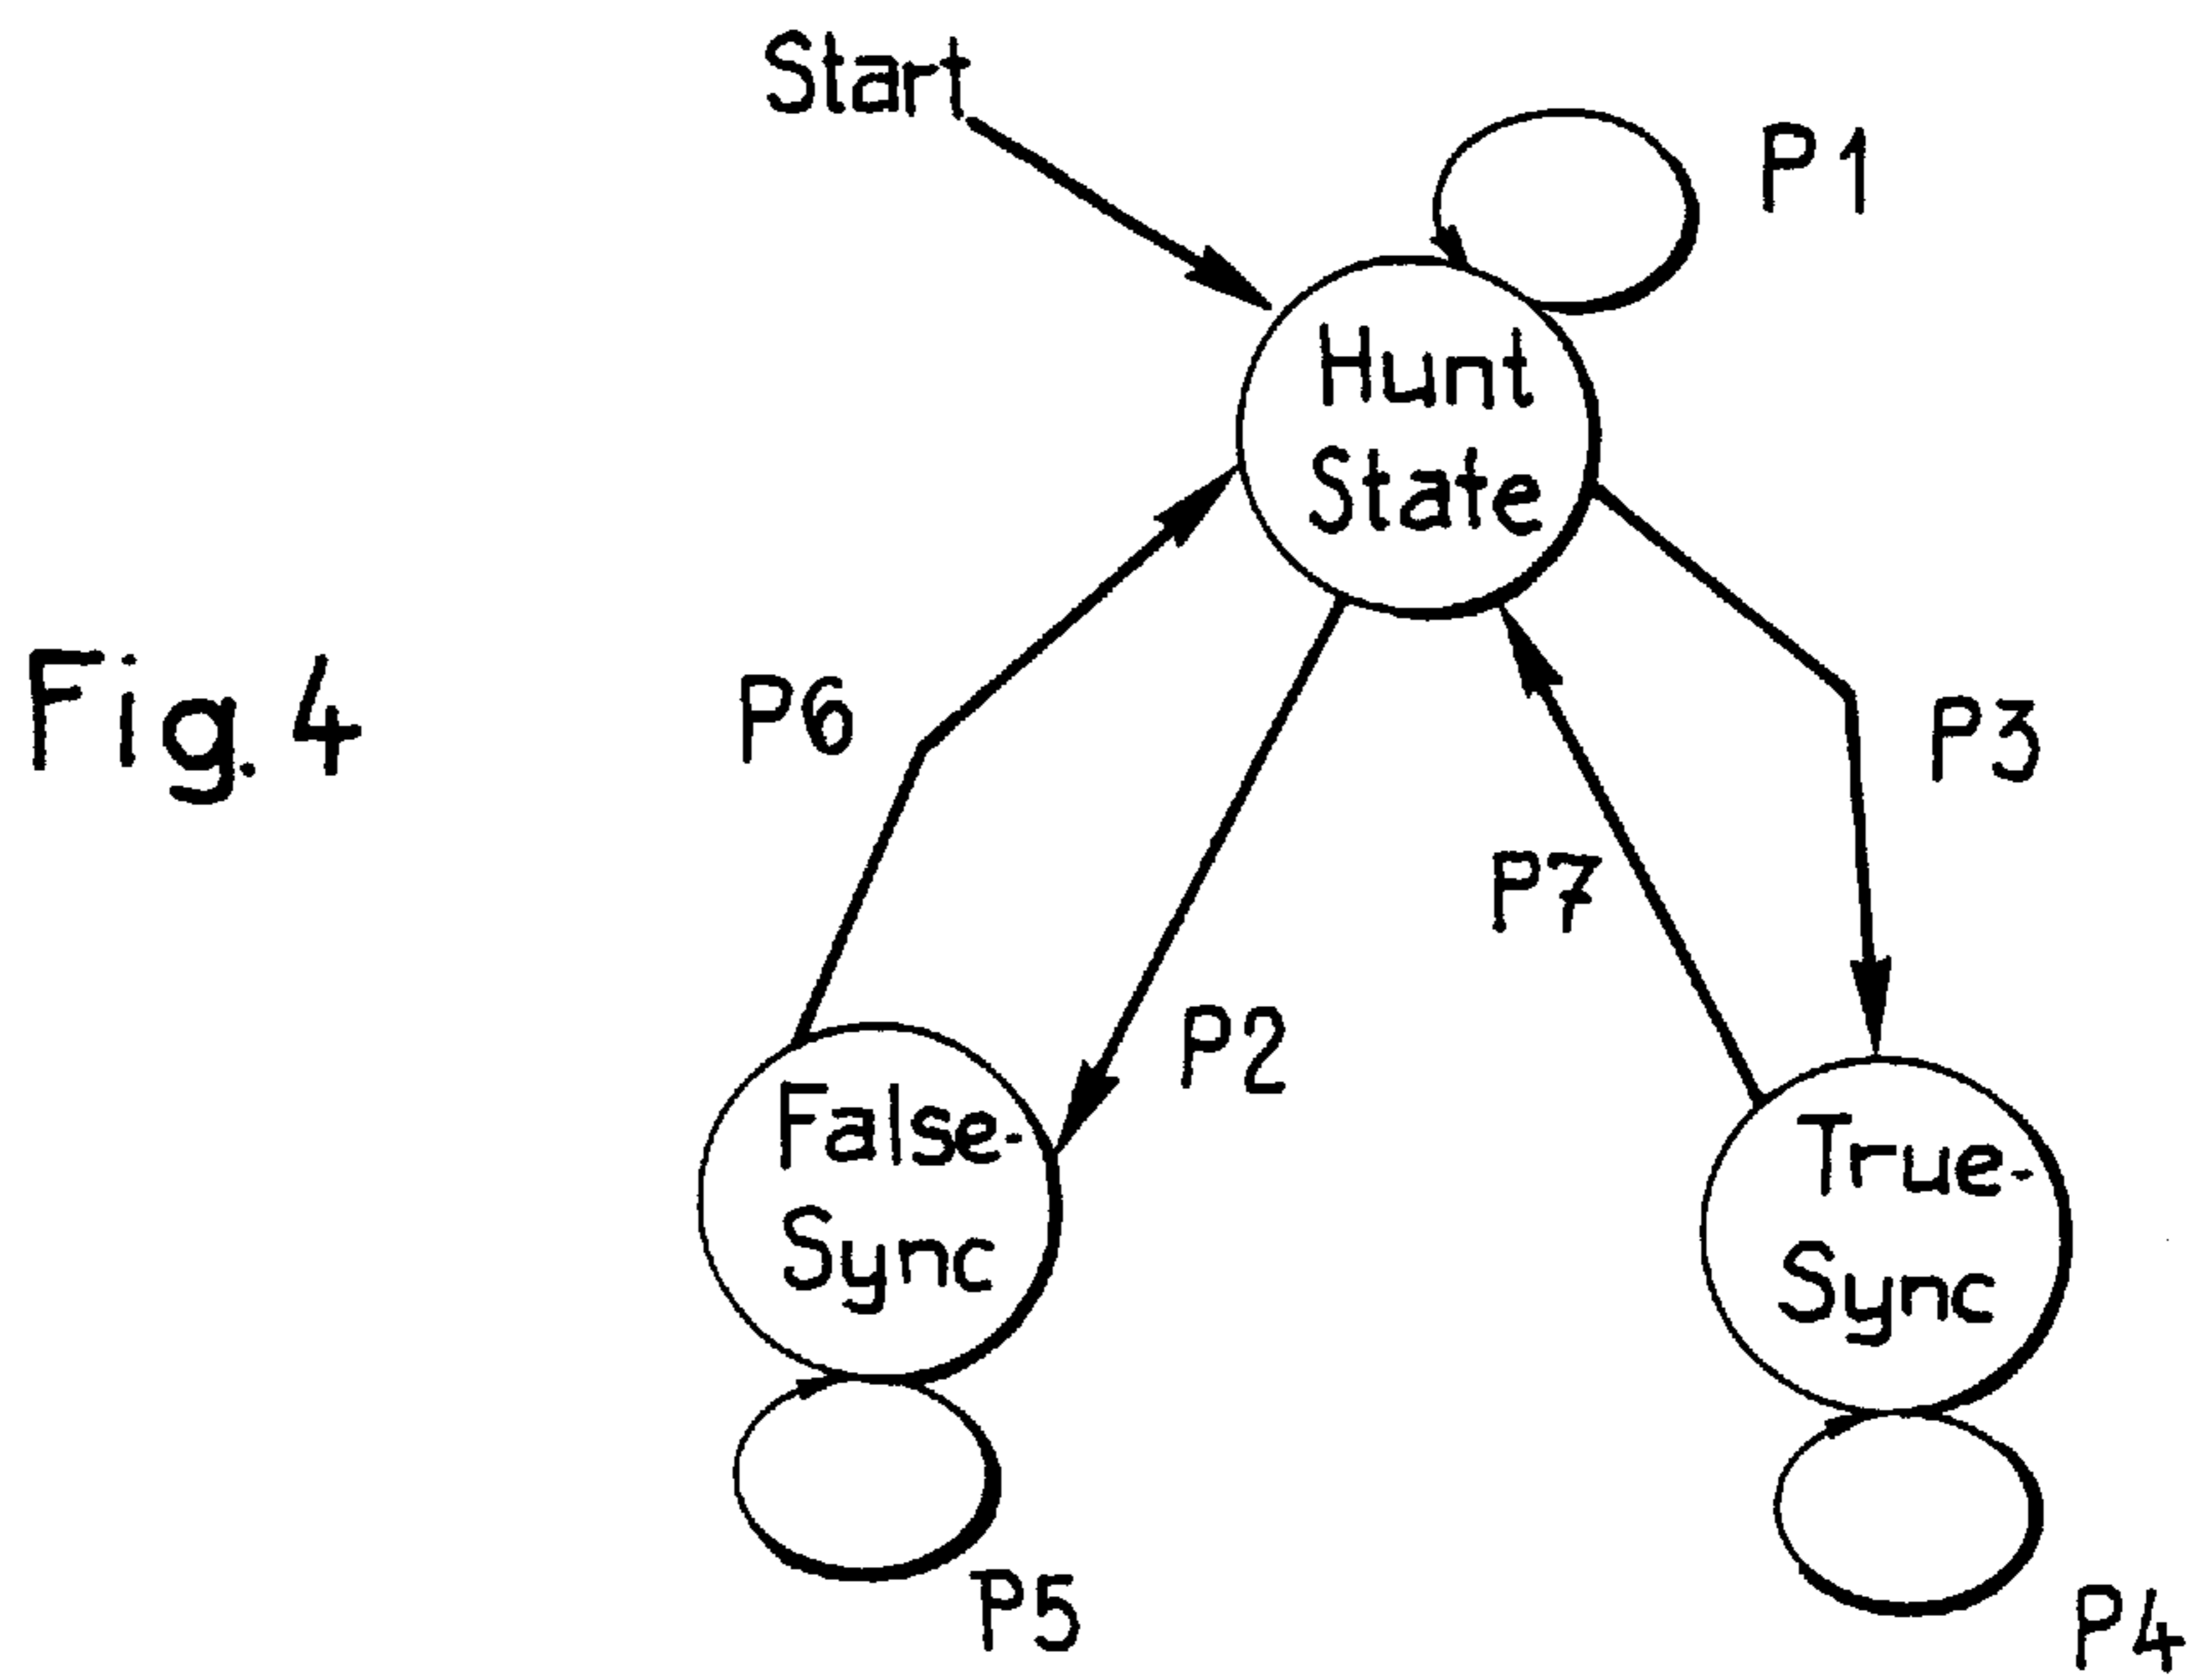 Start
P1
Hunt
State
Fig. 4
P6
P3
P7
P2
False-
Sync
True-
Sync
P5
P4